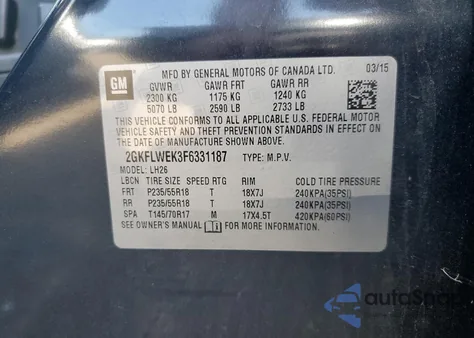 GM
MFD BY GENERAL MOTORS OF CANADA LTD. 03/15
GVWR GAWR FRT GAWR RR
2300 KG 1175 KG 1240 KG
5070 LB 2590 LB 2733 LB
THIS VEHICLE CONFORMS TO ALL APPLICABLE U.S. FEDERAL MOTOR
VEHICLE SAFETY AND THEFT PREVENTION STANDARDS IN EFFECT ON
THE DATE OF MANUFACTURE SHOWN ABOVE.
2GKFLWEK3F6331187 TYPE: M.P.V.
MODEL: LH26
LBCN TIRE SIZE SPEED RTG RIM COLD TIRE PRESSURE
FRT P235/55R18 T 18X7J 240KPA(35PSI)
RR P235/55R18 T 18X7J 240KPA(35PSI)
SPA T145/70R17 M 17X4.5T 420KPA(60PSI)
SEE OWNER'S MANUAL FOR MORE INFORMATION.
autoSnap